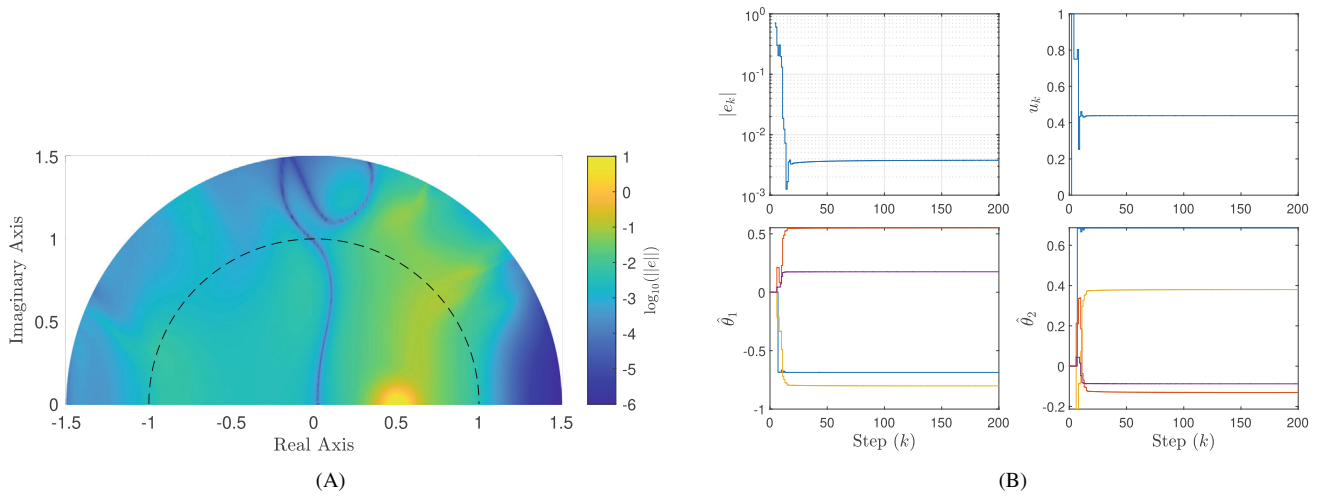 1.5
1
0.5
0
Imaginary Axis
-1.5 -1 -0.5 0 0.5 1 1.5
Real Axis
1
0
-1
-2
-3
-4
-5
-6
log₁₀(||e||)
(A)
10⁰
10⁻¹
10⁻²
10⁻³
|eₖ|
0 50 100 150 200
1
0.8
0.6
0.4
0.2
0
uₖ
0 50 100 150 200
0.5
0
-0.5
-1
θ̂₁
0 50 100 150 200
Step (k)
0.6
0.4
0.2
0
-0.2
θ̂₂
0 50 100 150 200
Step (k)
(B)